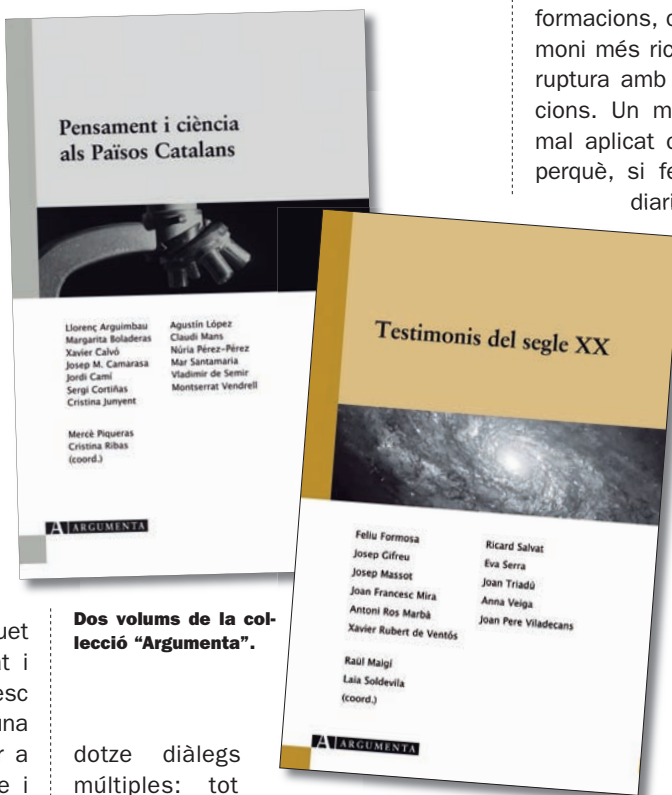 formacions, c
moni més ric
ruptura amb
cions. Un m
mal aplicat c
perquè, si fe
diari
Pensament i ciència
als Països Catalans
Llorenç Arguimbau
Margarita Boladeras
Xavier Calvó
Josep M. Camarasa
Jordi Camí
Sergi Cortiñas
Cristina Junyent
Agustín López
Claudi Mans
Núria Pérez-Pérez
Mar Santamaria
Vladimir de Semir
Montserrat Vendrell
Mercè Piqueras
Cristina Ribas
(coord.)
A ARGUMENTA
Testimonis del segle XX
Feliu Formosa
Josep Gifreu
Josep Massot
Joan Francesc Mira
Antoni Ros Marbà
Xavier Rubert de Ventós
Ricard Salvat
Eva Serra
Joan Triadú
Anna Veiga
Joan Pere Viladecans
Raül Maigí
Laia Soldevila
(coord.)
A ARGUMENTA
uet
t i
esc
una
r a
e i
Dos volums de la col-
lecció “Argumenta”.
dotze diàlegs
múltiples: tot